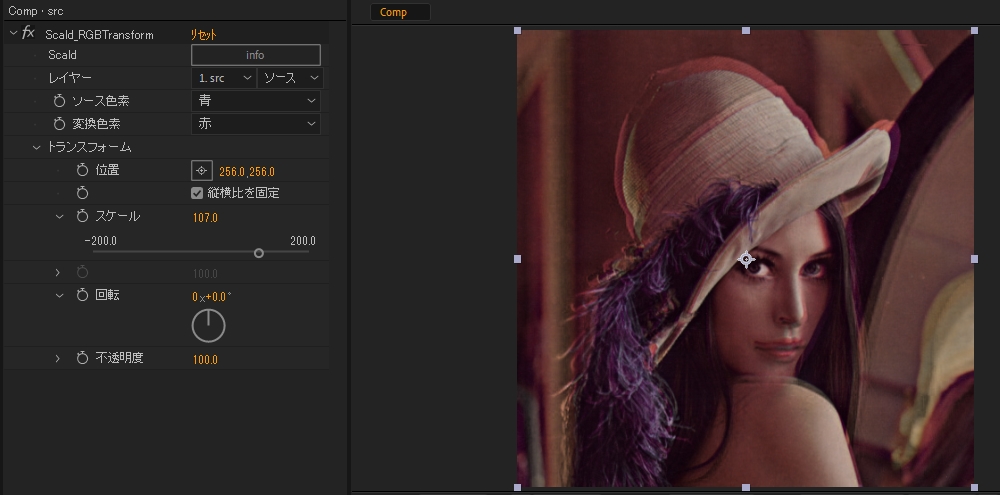 Comp · src
Comp
fx Scald_RGBTransform リセット
Scald info
レイヤー 1. src ソース
ソース色素 青
変換色素 赤
トランスフォーム
位置 256.0,256.0
縦横比を固定
スケール 107.0
-200.0 200.0
100.0
回転 0x+0.0°
不透明度 100.0